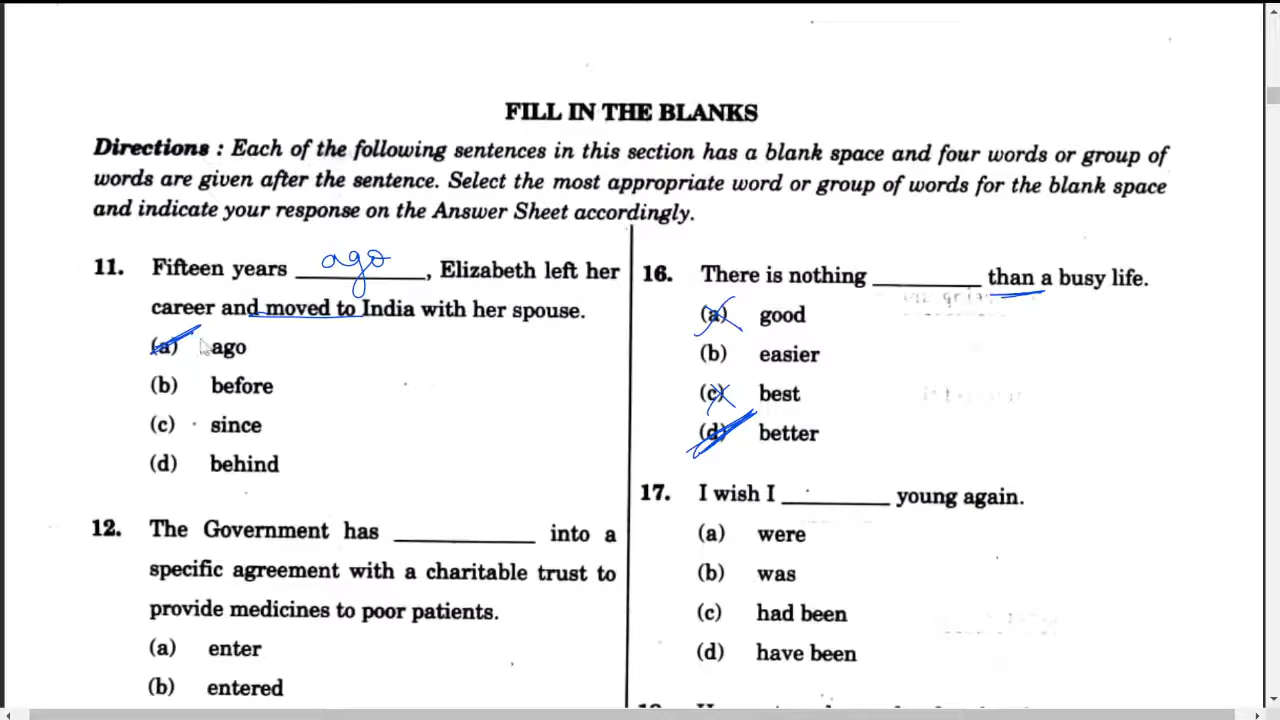 FILL IN THE BLANKS
Directions : Each of the following sentences in this section has a blank space and four words or group of
words are given after the sentence. Select the most appropriate word or group of words for the blank space
and indicate your response on the Answer Sheet accordingly.
11. Fifteen years ago, Elizabeth left her
career and moved to India with her spouse.
(a) ago
(b) before
(c) since
(d) behind
12. The Government has __________ into a
specific agreement with a charitable trust to
provide medicines to poor patients.
(a) enter
(b) entered
16. There is nothing __________ than a busy life.
(a) good
(b) easier
(c) best
(d) better
17. I wish I __________ young again.
(a) were
(b) was
(c) had been
(d) have been